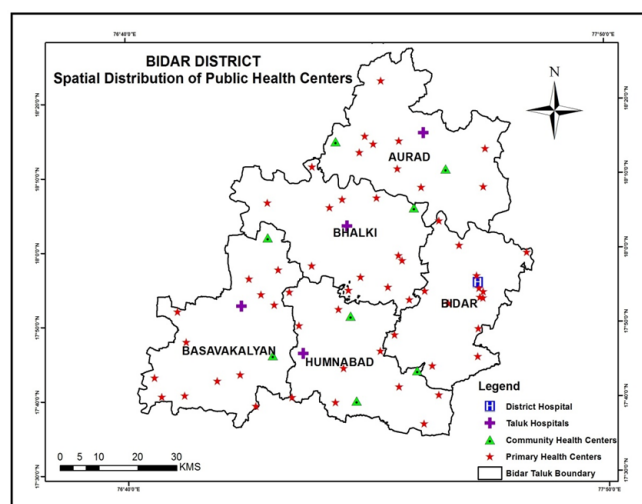 76°40'0"E
77°50'0"E
BIDAR DISTRICT
Spatial Distribution of Public Health Centers
N
AURAD
BHALKI
BIDAR
BASAVAKALYAN
HUMNABAD
Legend
District Hospital
Taluk Hospitals
Community Health Centers
Primary Health Centers
Bidar Taluk Boundary
0 5 10 20 30
KMS
76°40'0"E
77°50'0"E